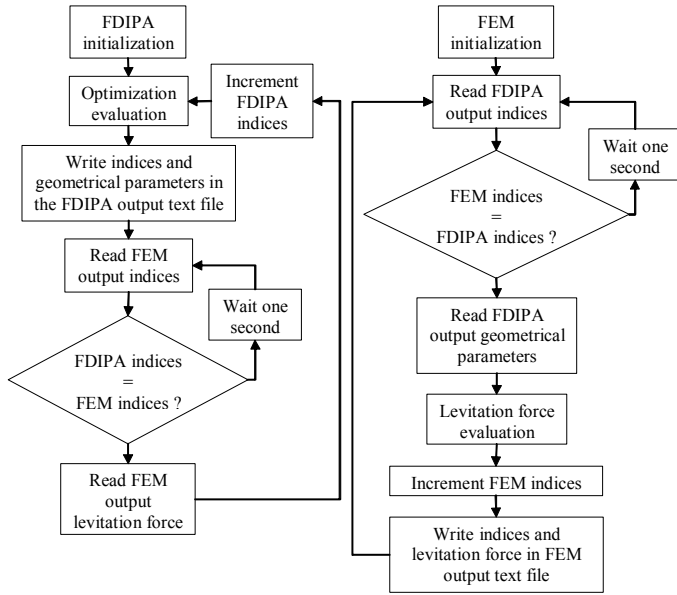 FDIPA
initialization
Optimization
evaluation
Increment
FDIPA
indices
Write indices and
geometrical parameters in
the FDIPA output text file
Read FEM
output indices
Wait one
second
FDIPA indices
=
FEM indices ?
Read FEM
output
levitation force
FEM
initialization
Read FDIPA
output indices
Wait one
second
FEM indices
=
FDIPA indices ?
Read FDIPA
output geometrical
parameters
Levitation force
evaluation
Increment FEM indices
Write indices and
levitation force in FEM
output text file